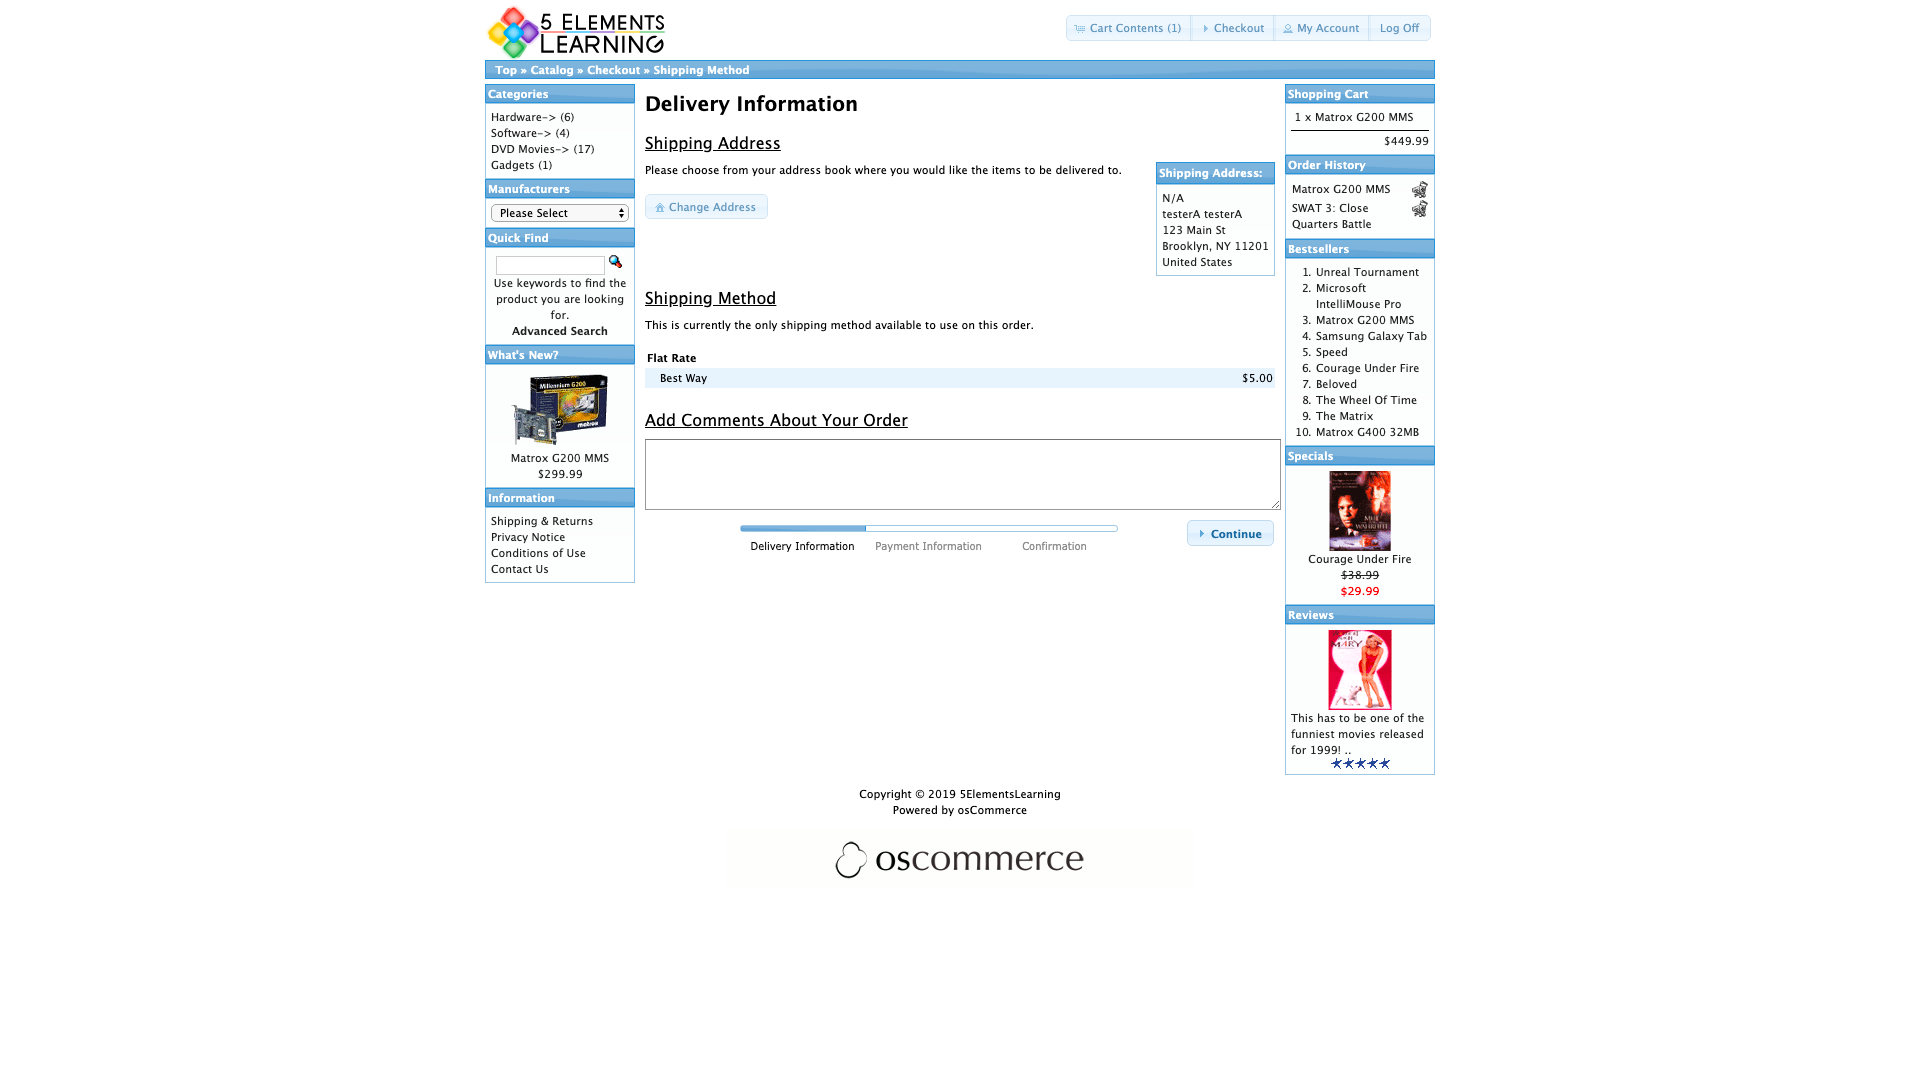 5 ELEMENTS
LEARNING
Cart Contents (1)
Checkout
My Account
Log Off
Top » Catalog » Checkout » Shipping Method
Categories
Hardware-> (6)
Software-> (4)
DVD Movies-> (17)
Gadgets (1)
Manufacturers
Please Select
Quick Find
Use keywords to find the
product you are looking
for.
Advanced Search
What's New?
Millennium G200
matrox
Matrox G200 MMS
$299.99
Information
Shipping & Returns
Privacy Notice
Conditions of Use
Contact Us
Delivery Information
Shipping Address
Please choose from your address book where you would like the items to be delivered to.
Change Address
Shipping Address:
N/A
testerA testerA
123 Main St
Brooklyn, NY 11201
United States
Shipping Method
This is currently the only shipping method available to use on this order.
Flat Rate
Best Way $5.00
Add Comments About Your Order
Continue
Delivery Information
Payment Information
Confirmation
Shopping Cart
1 x Matrox G200 MMS
$449.99
Order History
Matrox G200 MMS
SWAT 3: Close
Quarters Battle
Bestsellers
1. Unreal Tournament
2. Microsoft
IntelliMouse Pro
3. Matrox G200 MMS
4. Samsung Galaxy Tab
5. Speed
6. Courage Under Fire
7. Beloved
8. The Wheel Of Time
9. The Matrix
10. Matrox G400 32MB
Specials
Courage Under Fire
$38.99
$29.99
Reviews
MARY
This has to be one of the
funniest movies released
for 1999! ..
Copyright © 2019 5ElementsLearning
Powered by osCommerce
oscommerce